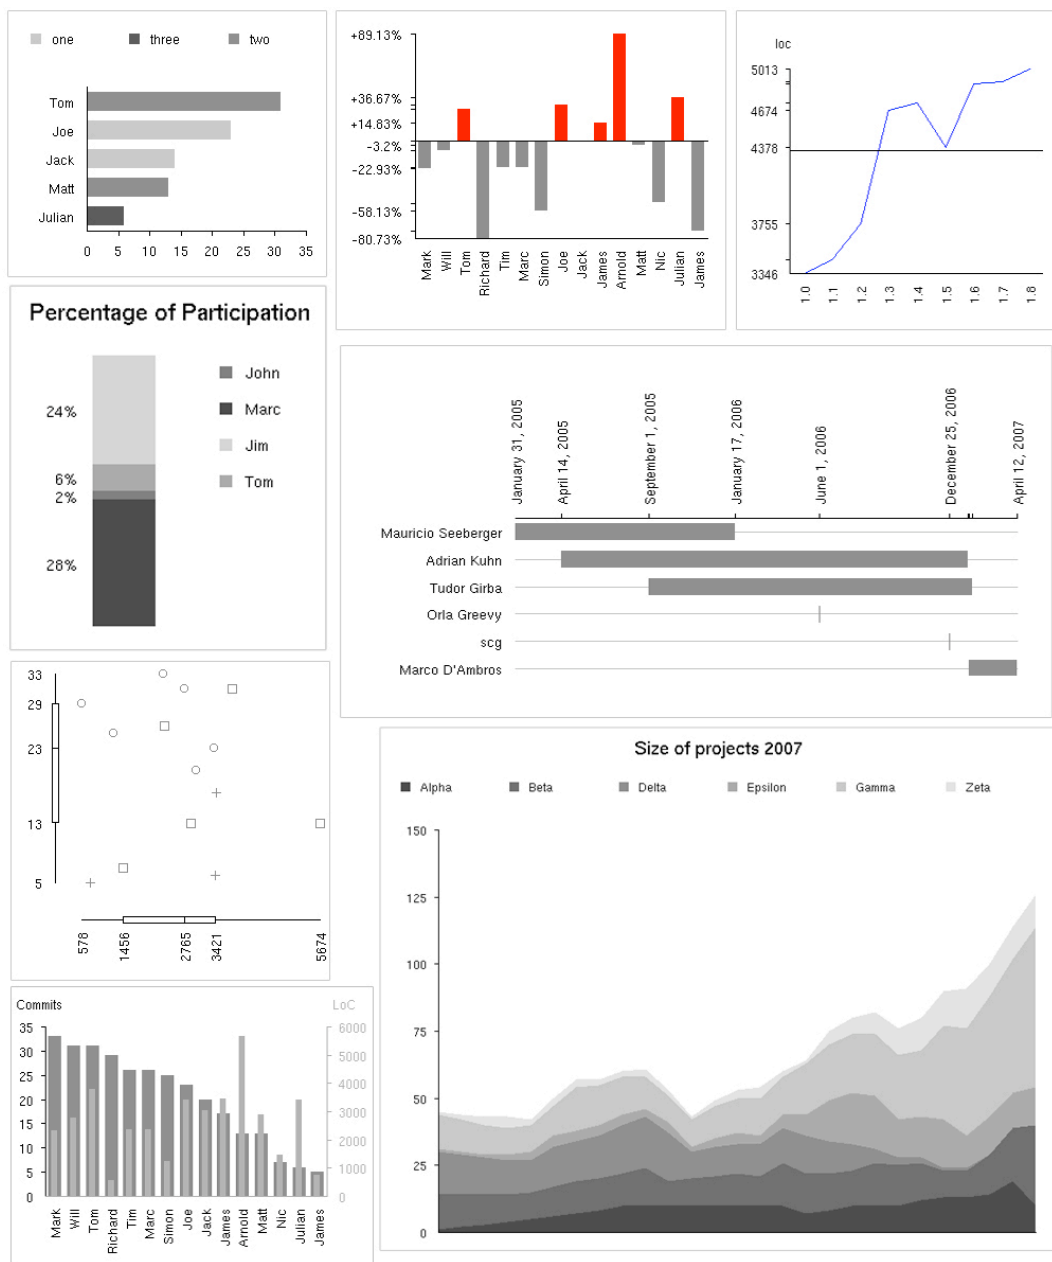 one three two
Tom
Joe
Jack
Matt
Julian
0 5 10 15 20 25 30 35
+89.13%
+36.67%
+14.83%
-3.2%
-22.93%
-58.13%
-80.73%
Mark Will Tom Richard Tim Marc Simon Joe Jack James Arnold Matt Nic Julian James
loc
5013
4674
4378
3755
3346
1.0 1.1 1.2 1.3 1.4 1.5 1.6 1.7 1.8
Percentage of Participation
24%
6%
2%
28%
John
Marc
Jim
Tom
January 31, 2005
April 14, 2005
September 1, 2005
January 17, 2006
June 1, 2006
December 25, 2006
April 12, 2007
Mauricio Seeberger
Adrian Kuhn
Tudor Girba
Orla Greevy
scg
Marco D'Ambros
33
29
23
13
5
578 1456 2765 3421 5674
Size of projects 2007
Alpha Beta Delta Epsilon Gamma Zeta
150
125
100
75
50
25
0
Commits LoC
35 6000
30 5000
25 4000
20 3000
15 2000
10 1000
5 0
0
Mark Will Tom Richard Tim Marc Simon Joe Jack James Arnold Matt Nic Julian James